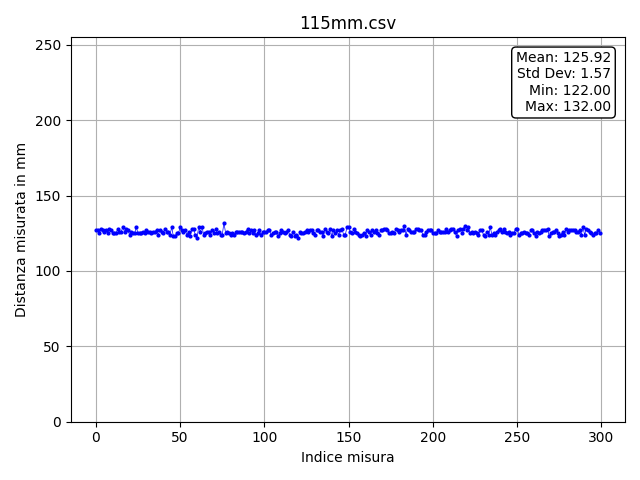 115mm.csv
250
200
150
100
50
0
Distanza misurata in mm
Mean: 125.92
Std Dev: 1.57
Min: 122.00
Max: 132.00
0 50 100 150 200 250 300
Indice misura